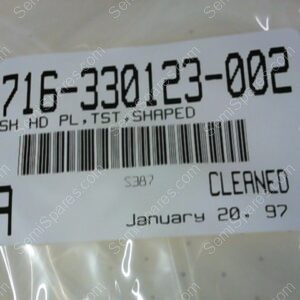 716-330123-002
SH HD PL,TST,SHAPED
S387
CLEANED
A
January 20, 97